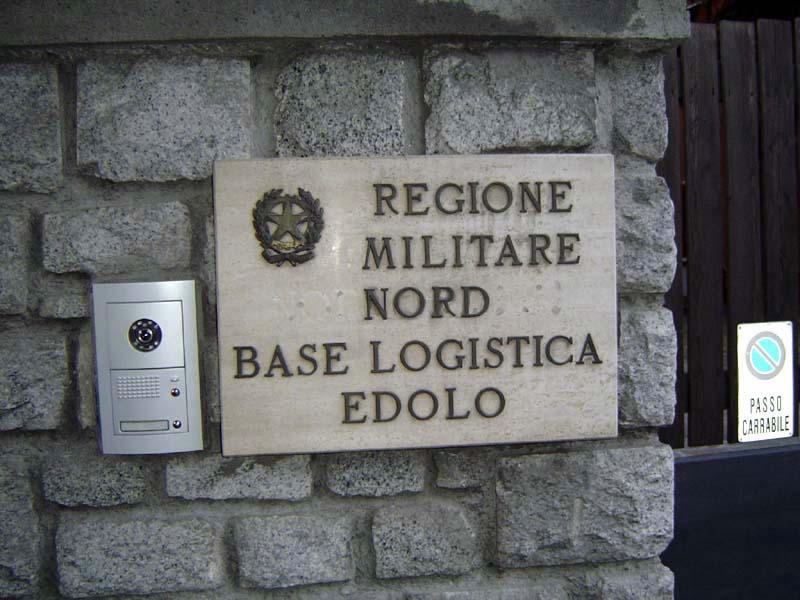 REGIONE
MILITARE
NORD
BASE LOGISTICA
EDOLO
PASSO
CARRABILE